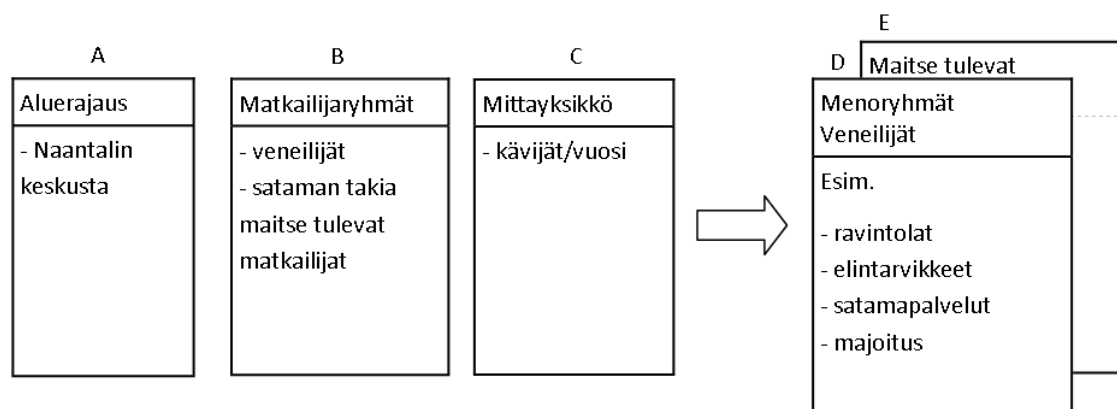 A
Aluerajaus
- Naantalin
keskusta
B
Matkailijaryhmät
- veneilijät
- sataman takia
maitse tulevat
matkailijat
C
Mittayksikkö
- kävijät/vuosi
E
Maitse tulevat
D
Menoryhmät
Veneilijät
Esim.
- ravintolat
- elintarvikkeet
- satamapalvelut
- majoitus